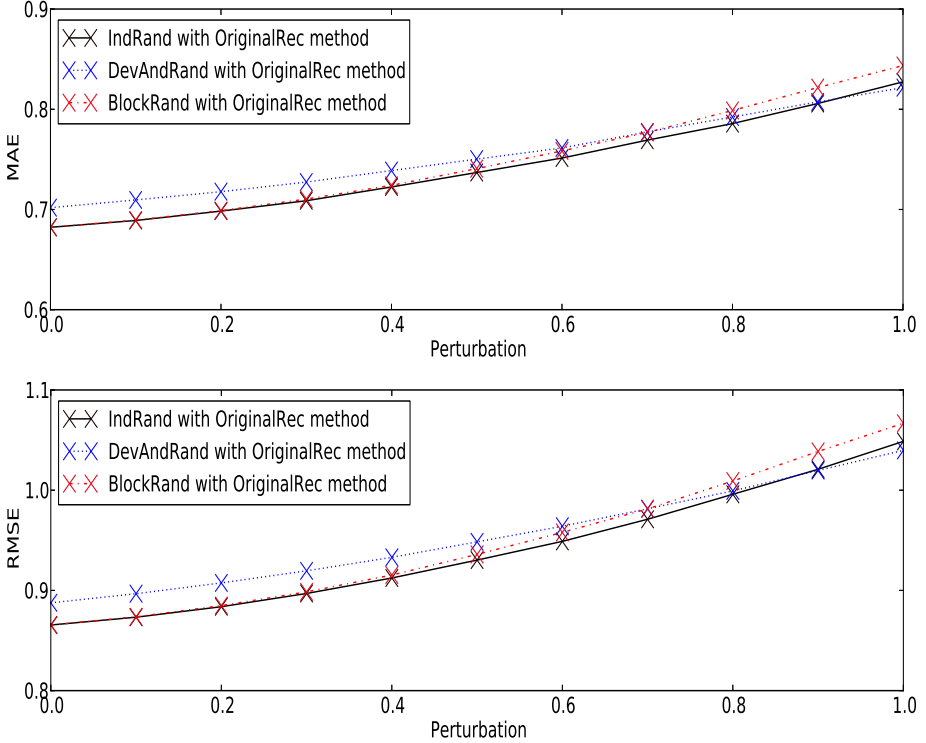 0.9
IndRand with OriginalRec method
DevAndRand with OriginalRec method
BlockRand with OriginalRec method
0.8
MAE
0.7
0.6
0.0 0.2 0.4 0.6 0.8 1.0
Perturbation
1.1
IndRand with OriginalRec method
DevAndRand with OriginalRec method
BlockRand with OriginalRec method
1.0
RMSE
0.9
0.8
0.0 0.2 0.4 0.6 0.8 1.0
Perturbation